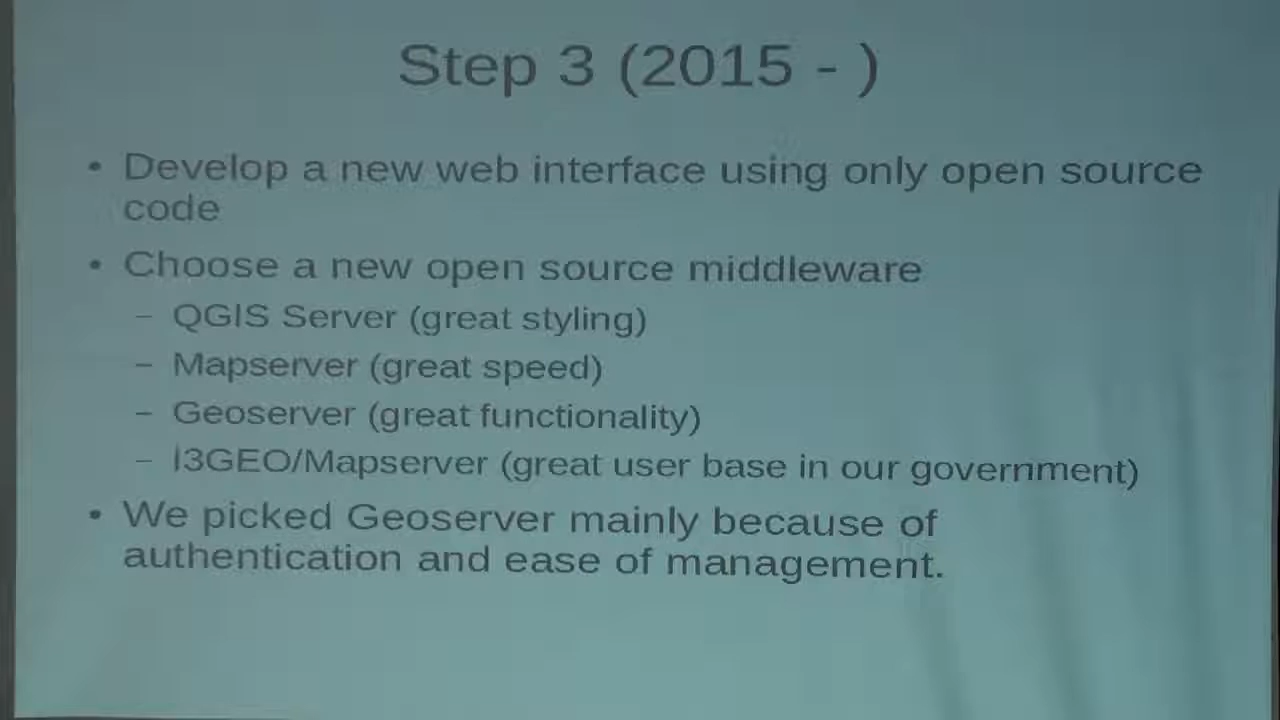 Step 3 (2015 - )
• Develop a new web interface using only open source
code
• Choose a new open source middleware
– QGIS Server (great styling)
– Mapserver (great speed)
– Geoserver (great functionality)
– I3GEO/Mapserver (great user base in our government)
• We picked Geoserver mainly because of
authentication and ease of management.